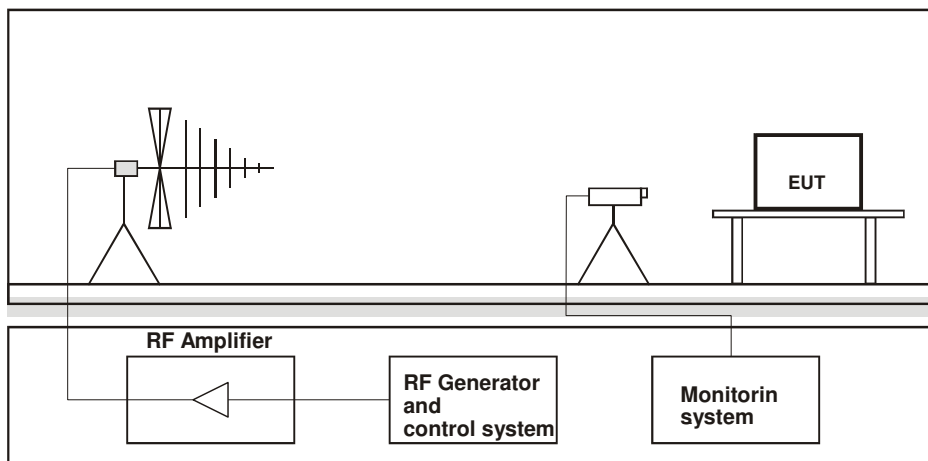 EUT
RF Amplifier
RF Generator
and
control system
Monitorin
system